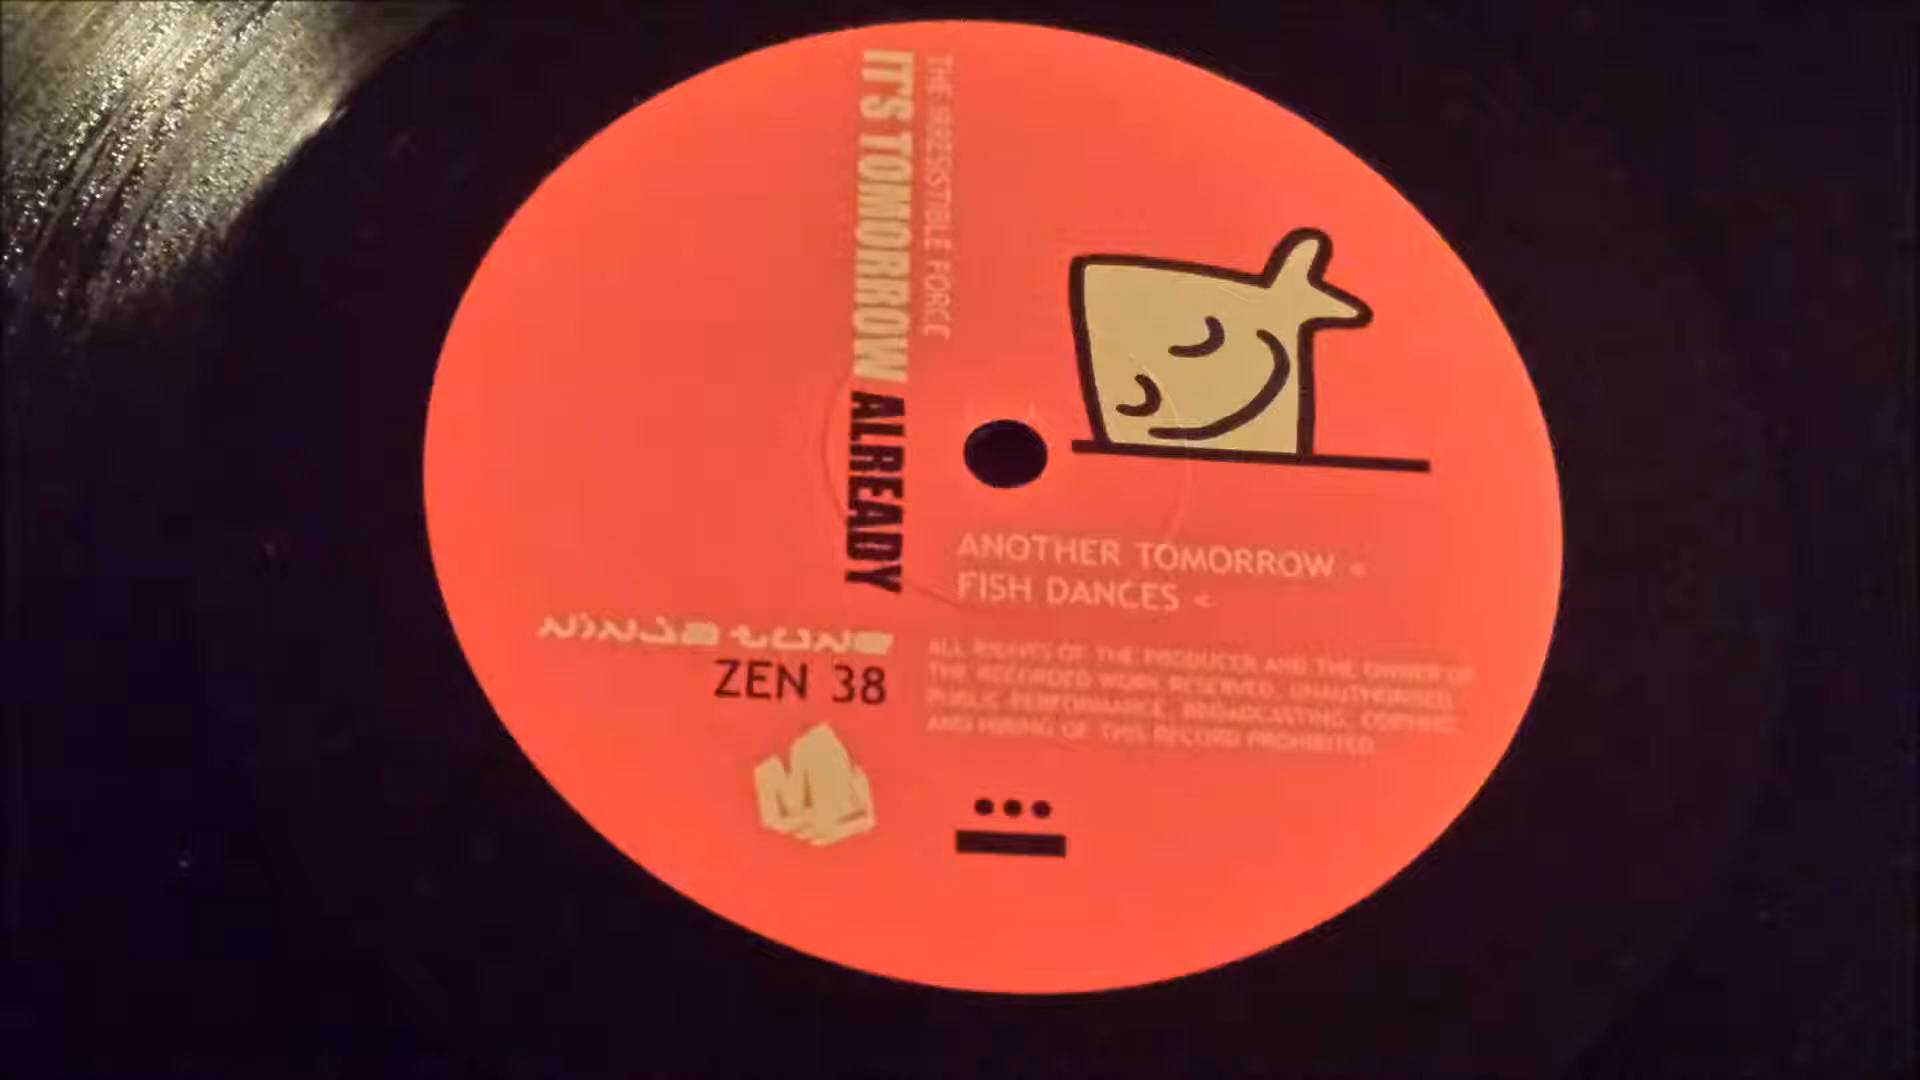 THE IRRESISTIBLE FORCE
IT'S TOMORROW ALREADY
ANOTHER TOMORROW <
FISH DANCES <
ninja tune
ZEN 38
ALL RIGHTS OF THE PRODUCER AND THE OWNER OF
THE RECORDED WORK RESERVED. UNAUTHORISED
PUBLIC PERFORMANCE, BROADCASTING, COPYING
AND HIRING OF THIS RECORD PROHIBITED